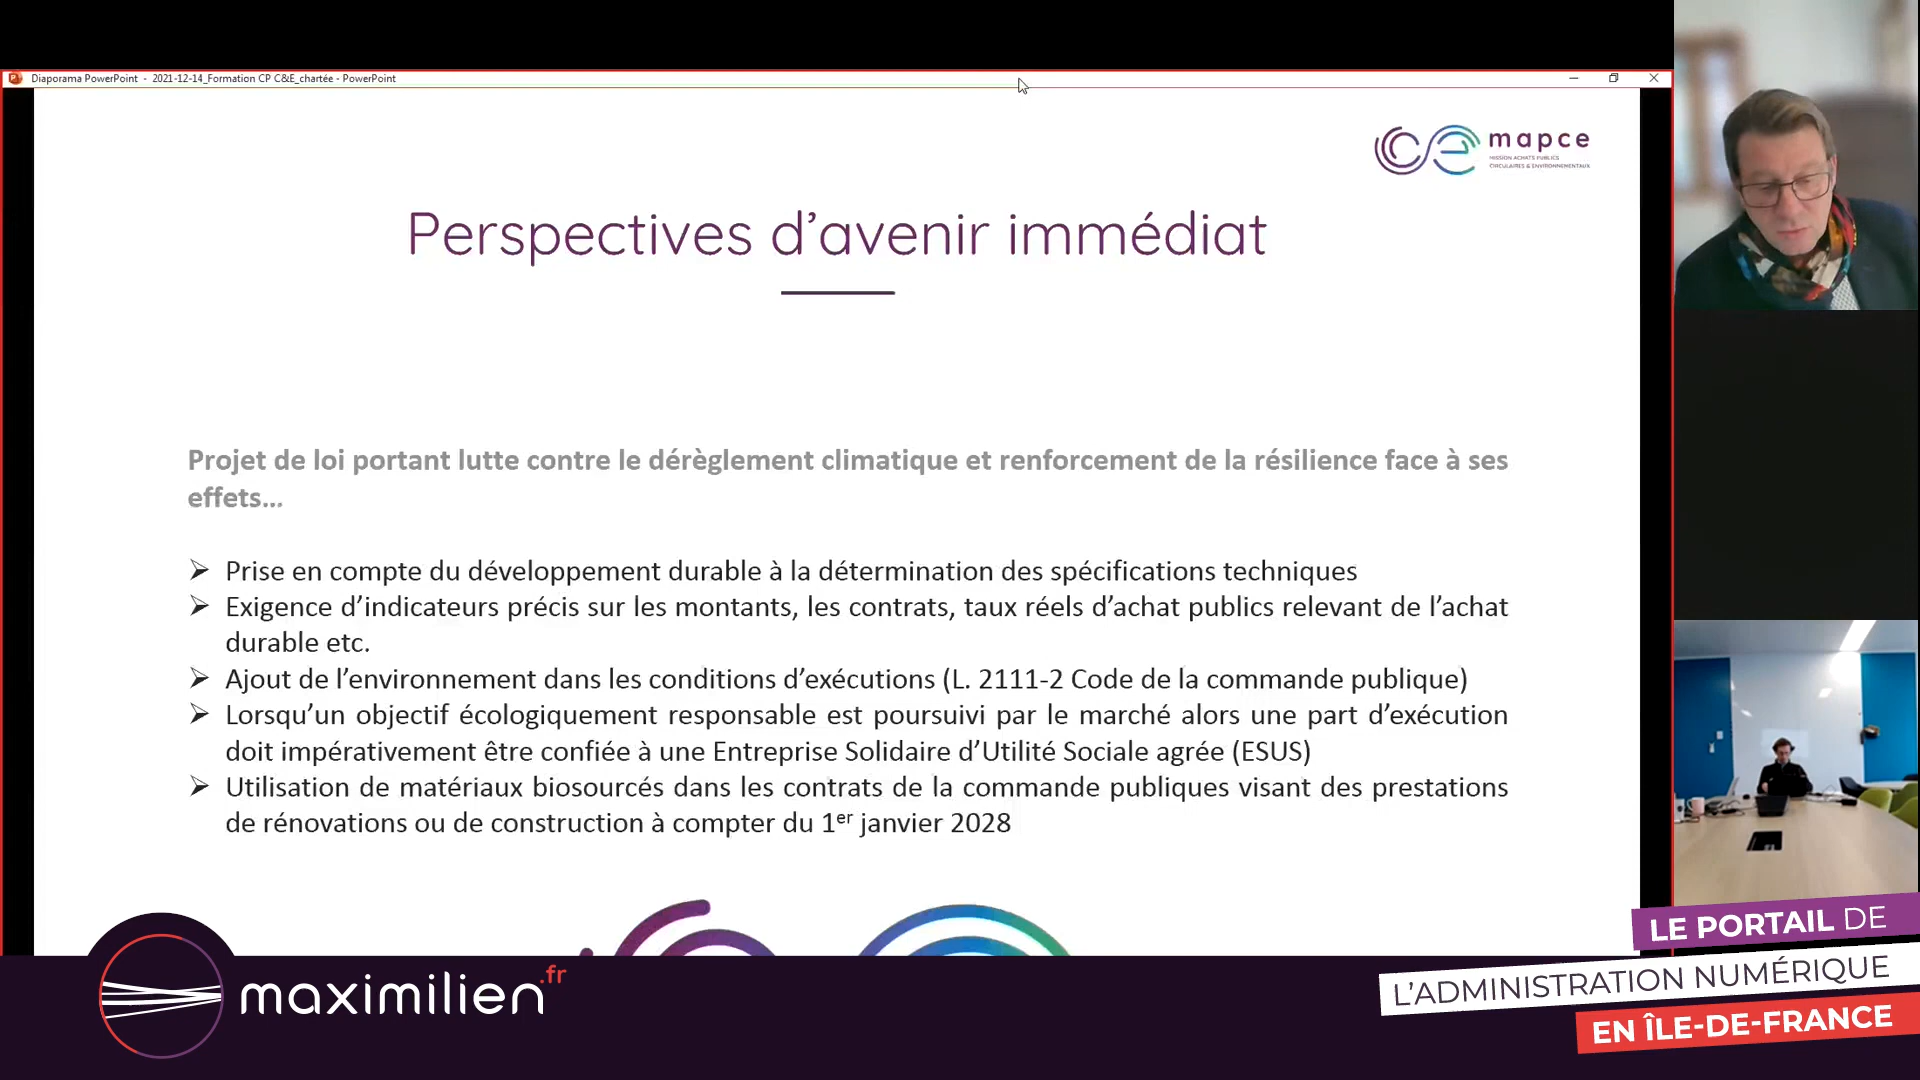 Diaporama PowerPoint - 2021-12-14_Formation CP C&E_chartée - PowerPoint
mapce
MISSION ACHATS PUBLICS
CIRCULAIRES & ENVIRONNEMENTAUX
Perspectives d’avenir immédiat
Projet de loi portant lutte contre le dérèglement climatique et renforcement de la résilience face à ses
effets…
➢ Prise en compte du développement durable à la détermination des spécifications techniques
➢ Exigence d’indicateurs précis sur les montants, les contrats, taux réels d’achat publics relevant de l’achat
durable etc.
➢ Ajout de l’environnement dans les conditions d’exécutions (L. 2111-2 Code de la commande publique)
➢ Lorsqu’un objectif écologiquement responsable est poursuivi par le marché alors une part d’exécution
doit impérativement être confiée à une Entreprise Solidaire d’Utilité Sociale agrée (ESUS)
➢ Utilisation de matériaux biosourcés dans les contrats de la commande publiques visant des prestations
de rénovations ou de construction à compter du 1er janvier 2028
maximilien.fr
LE PORTAIL DE
L’ADMINISTRATION NUMÉRIQUE
EN ÎLE-DE-FRANCE